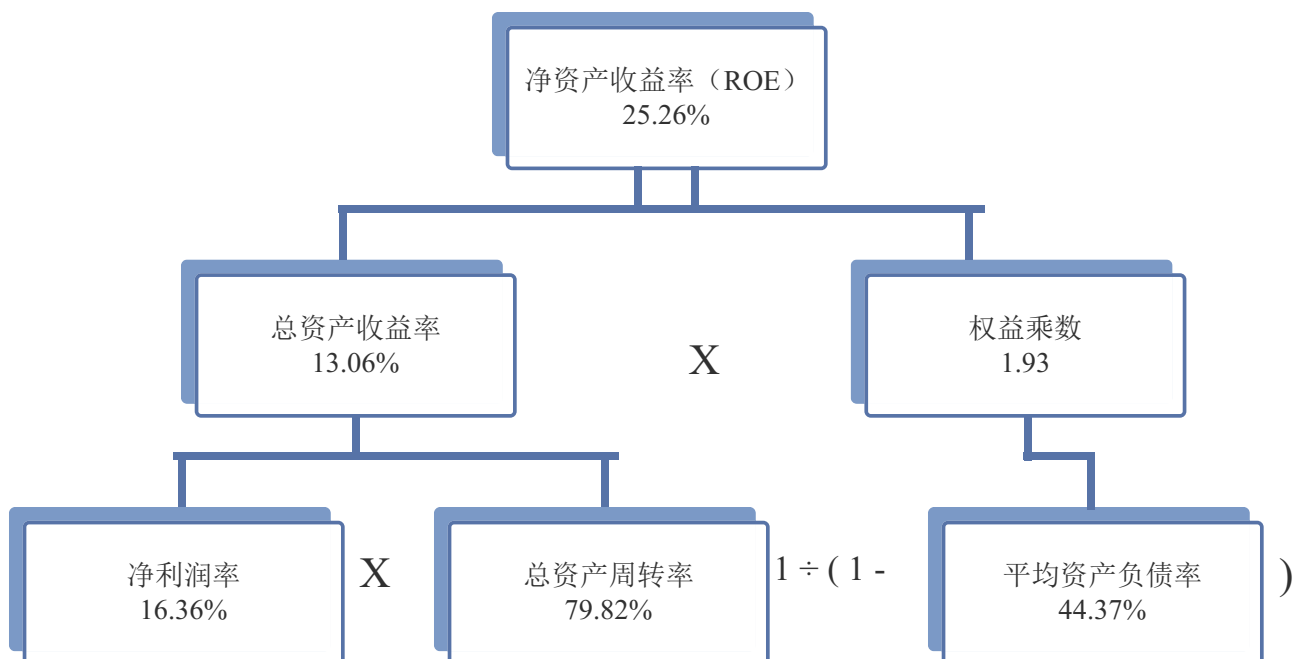 净资产收益率（ROE）
25.26%
总资产收益率
13.06%
X
权益乘数
1.93
净利润率
16.36%
X
总资产周转率
79.82%
1 ÷ ( 1 -
平均资产负债率
44.37%
)